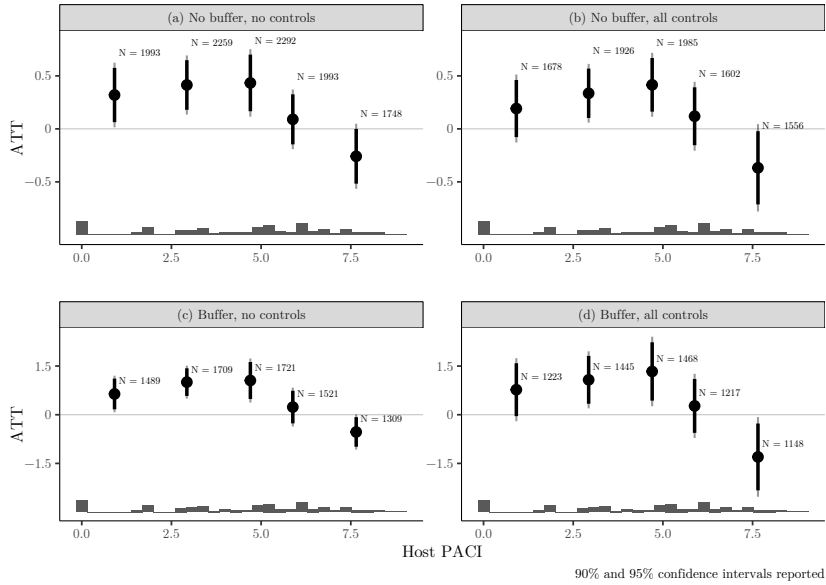 (a) No buffer, no controls
(b) No buffer, all controls
N = 1993
N = 2259
N = 2292
N = 1993
N = 1748
N = 1678
N = 1926
N = 1985
N = 1602
N = 1556
ATT
0.5
0
−0.5
0.5
0
−0.5
0.0 2.5 5.0 7.5
0.0 2.5 5.0 7.5
(c) Buffer, no controls
(d) Buffer, all controls
N = 1489
N = 1709
N = 1721
N = 1521
N = 1309
N = 1223
N = 1445
N = 1468
N = 1217
N = 1148
ATT
1.5
0
−1.5
1.5
0
−1.5
0.0 2.5 5.0 7.5
0.0 2.5 5.0 7.5
Host PACI
90% and 95% confidence intervals reported